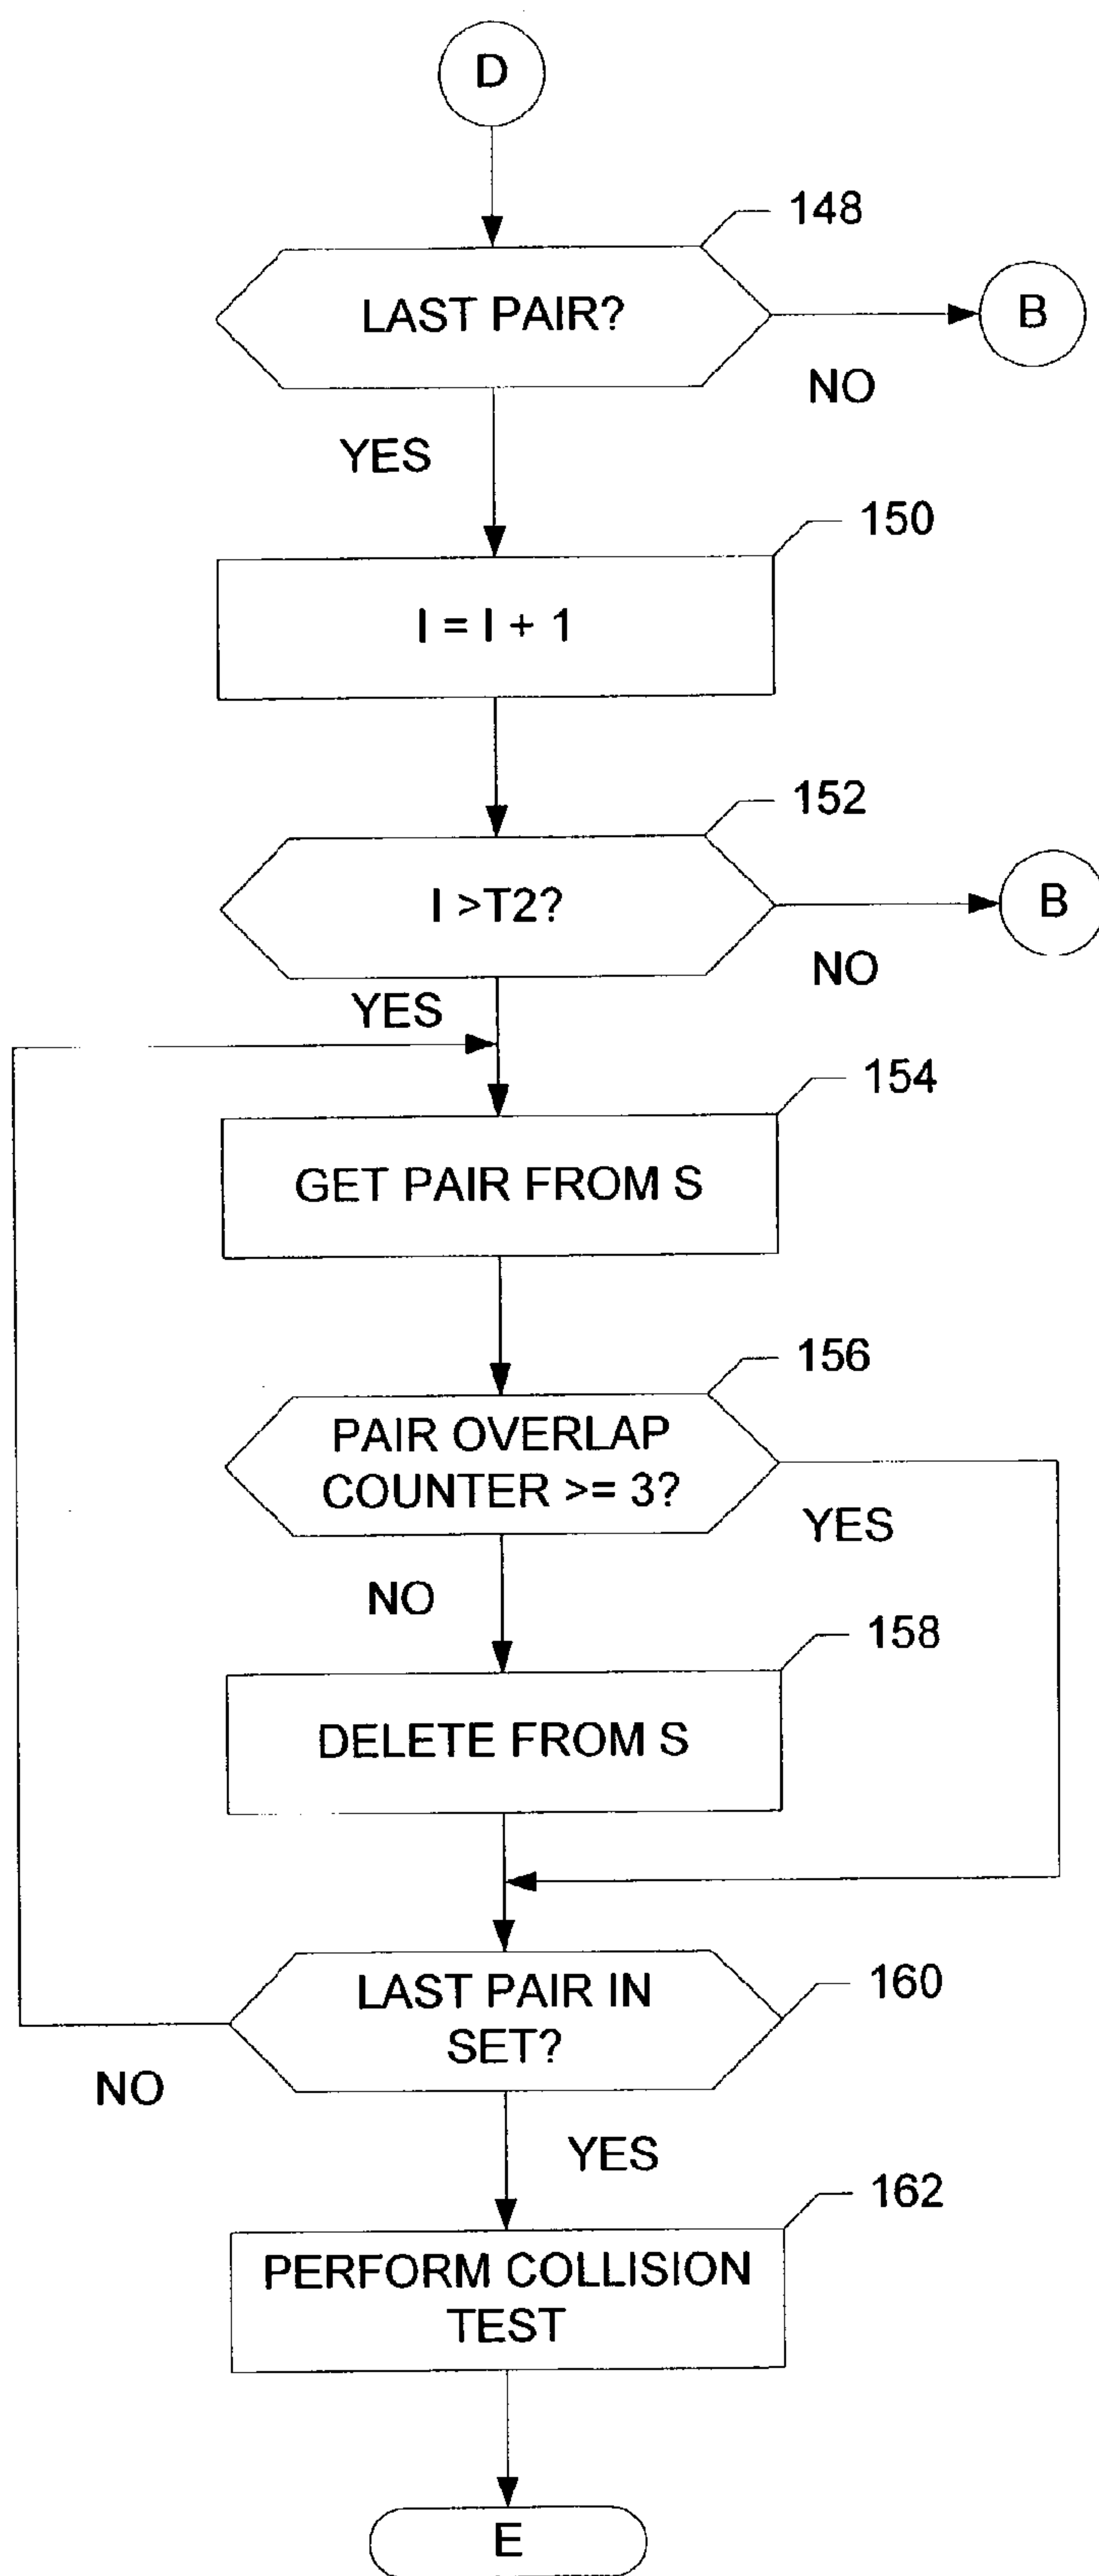 D
148
LAST PAIR?
B
NO
YES
150
I = I + 1
152
I >T2?
B
NO
YES
154
GET PAIR FROM S
156
PAIR OVERLAP
COUNTER >= 3?
YES
NO
158
DELETE FROM S
LAST PAIR IN
SET?
160
NO
YES
162
PERFORM COLLISION
TEST
E